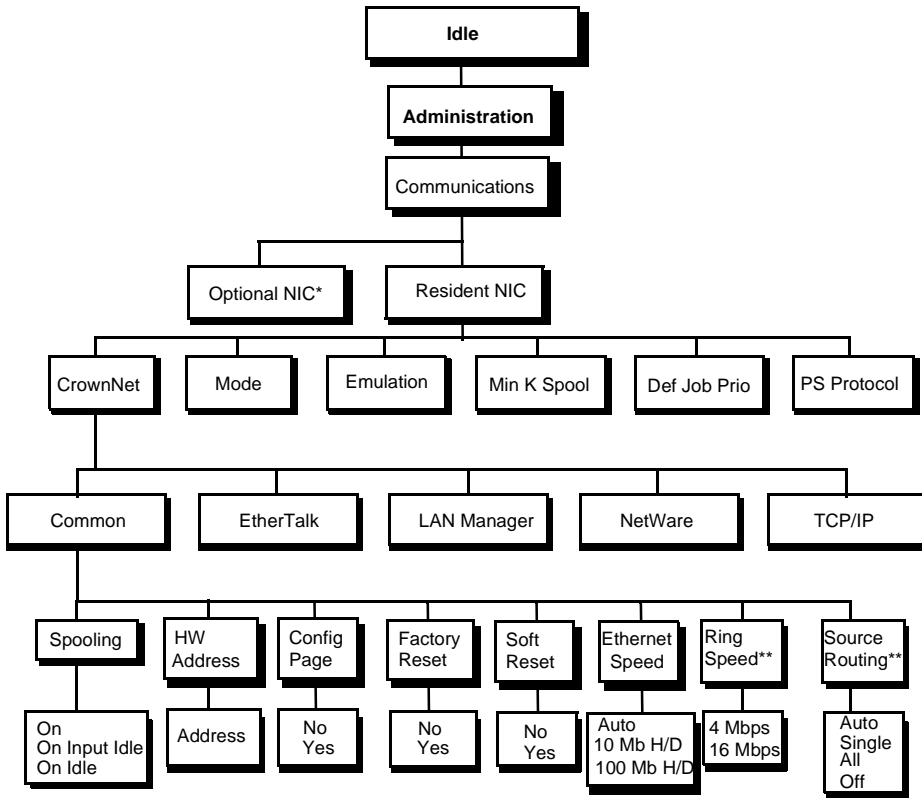 Idle
Administration
Communications
Optional NIC*
Resident NIC
CrownNet
Mode
Emulation
Min K Spool
Def Job Prio
PS Protocol
Common
EtherTalk
LAN Manager
NetWare
TCP/IP
Spooling
HW
Address
Config
Page
Factory
Reset
Soft
Reset
Ethernet
Speed
Ring
Speed**
Source
Routing**
On
On Input Idle
On Idle
Address
No
Yes
No
Yes
No
Yes
Auto
10 Mb H/D
100 Mb H/D
4 Mbps
16 Mbps
Auto
Single
All
Off